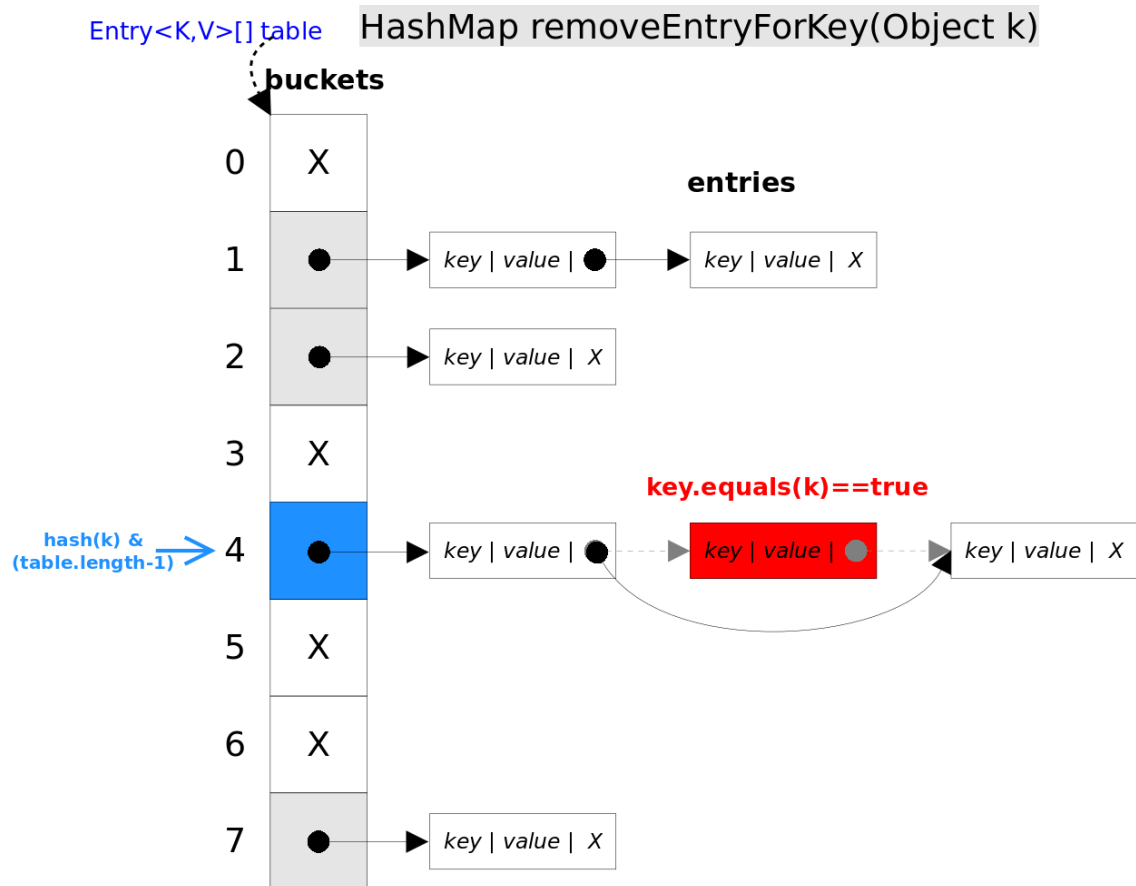 Entry<K,V>[] table
HashMap removeEntryForKey(Object k)
buckets
0 X
entries
1 key | value | key | value | X
2 key | value | X
3 X
key.equals(k)==true
hash(k) &
(table.length-1)
4 key | value | key | value | key | value | X
5 X
6 X
7 key | value | X